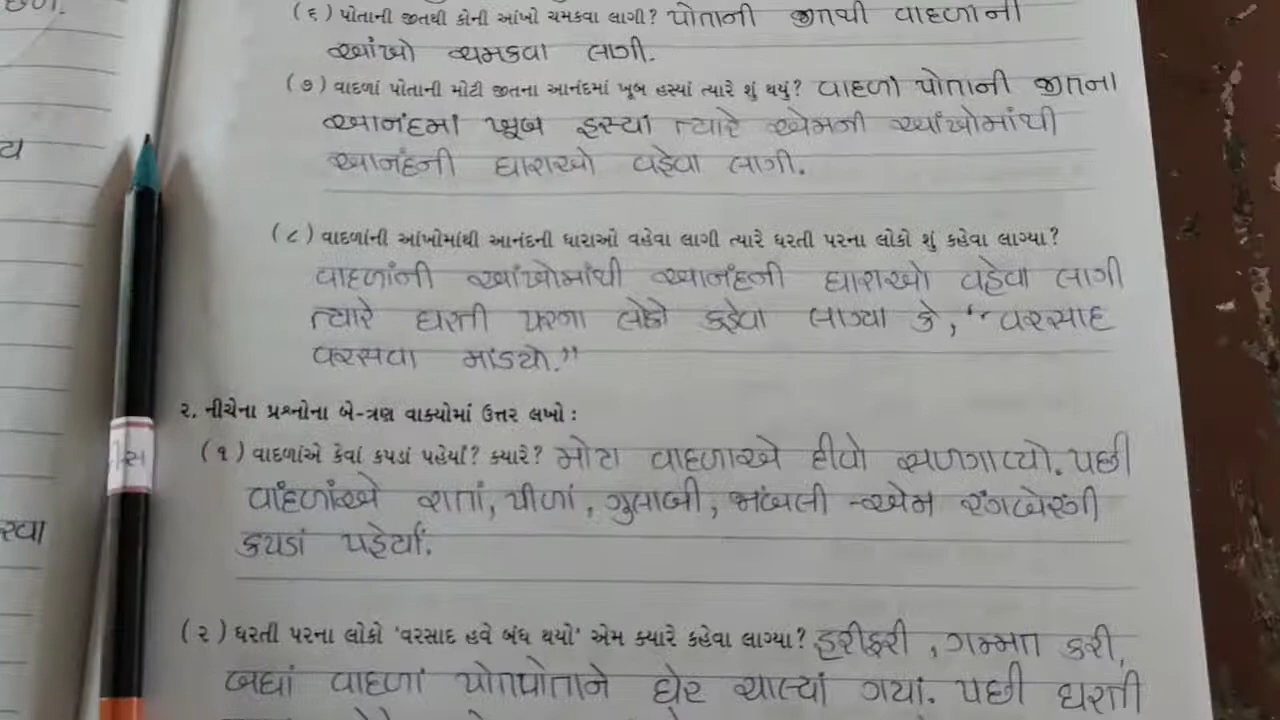 (૬) પોતાની જીતથી કોની આંખો ચમકવા લાગી? પોતાની જીતથી વાદળાંની
આંખો ચમકવા લાગી.
(૭) વાદળાં પોતાની મોટી જીતના આનંદમાં ખૂબ હસ્યાં ત્યારે શું થયું? વાદળાં પોતાની જીતના
આનંદમાં ખૂબ હસ્યાં ત્યારે એમની આંખોમાંથી
આનંદની ધારાઓ વહેવા લાગી.
(૮) વાદળાંની આંખોમાંથી આનંદની ધારાઓ વહેવા લાગી ત્યારે ધરતી પરના લોકો શું કહેવા લાગ્યા?
વાદળાંની આંખોમાંથી આનંદની ધારાઓ વહેવા લાગી
ત્ય
ત્યારે ધરતી પરના લોકો કહેવા લાગ્યા કે, "વરસાદ
વરસવા માંડ્યો."
૨. નીચેના પ્રશ્નોના બે-ત્રણ વાક્યોમાં ઉત્તર લખો :
(૧) વાદળાંએ કેવાં કપડાં પહેર્યાં? ક્યારે? મોટા વાદળાએ દીવો સળગાવ્યો. પછી
વાંદળાંએ રાતાં, પીળાં, ગુલાબી, જાંબલી -એમ રંગબેરંગી
રવા
કપડાં પહેર્યાં.
(૨) ધરતી પરના લોકો 'વરસાદ હવે બંધ થયો' એમ ક્યારે કહેવા લાગ્યા? હરીફરી, ગમ્મત કરી,
બધાં વાદળાં પોતપોતાને ઘેર ચાલ્યાં ગયાં. પછી ધરતી